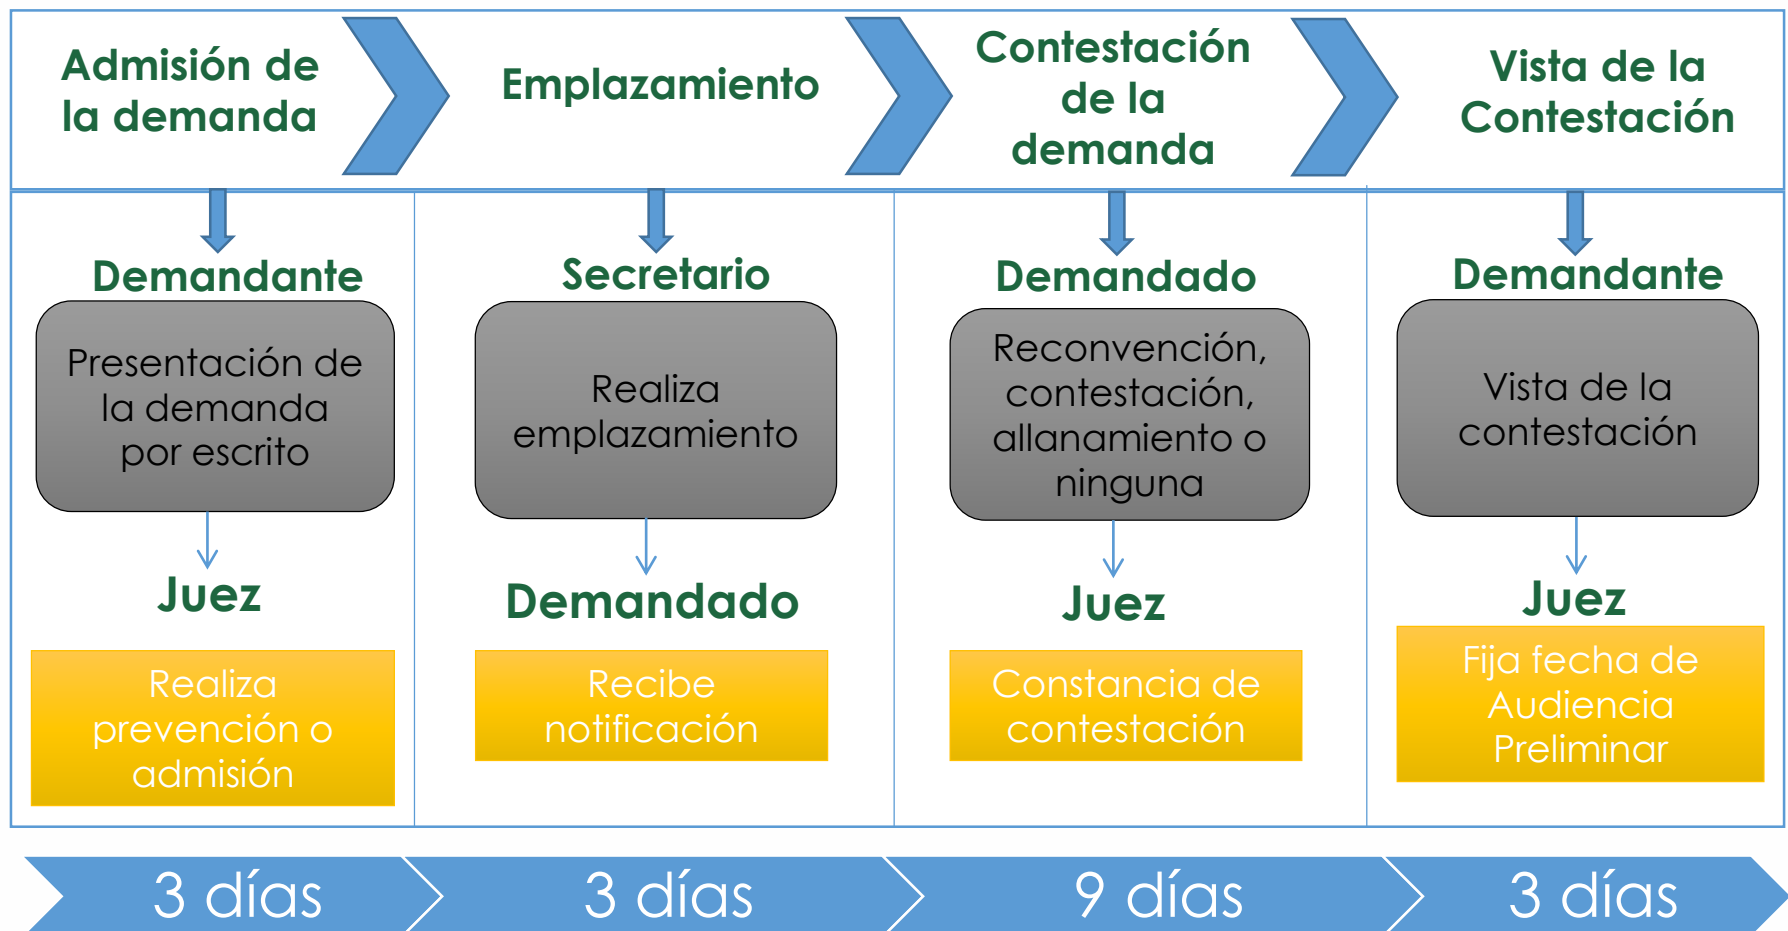 Admisión de
la demanda
Emplazamiento
Contestación
de la
demanda
Vista de la
Contestación
Demandante
Presentación de
la demanda
por escrito
Juez
Realiza
prevención o
admisión
Secretario
Realiza
emplazamiento
Demandado
Recibe
notificación
Demandado
Reconvención,
contestación,
allanamiento o
ninguna
Juez
Constancia de
contestación
Demandante
Vista de la
contestación
Juez
Fija fecha de
Audiencia
Preliminar
3 días
3 días
9 días
3 días